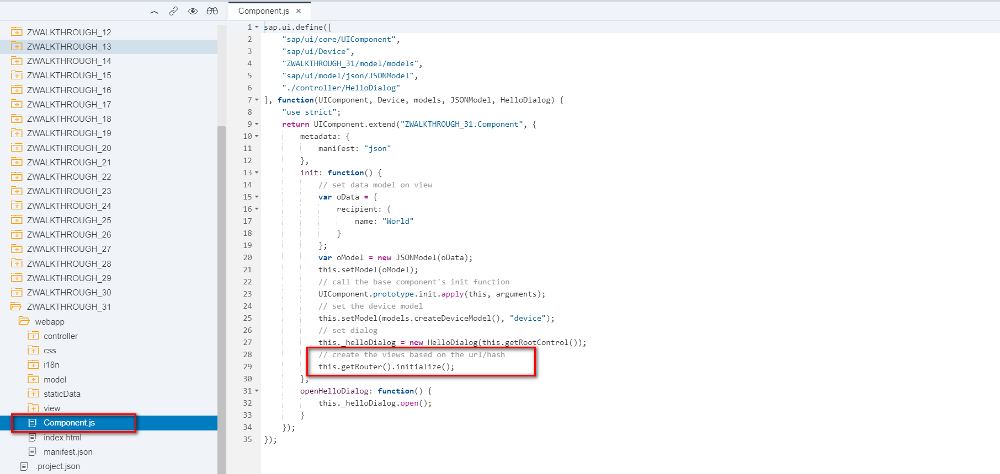 ZWALKTHROUGH_12
ZWALKTHROUGH_13
ZWALKTHROUGH_14
ZWALKTHROUGH_15
ZWALKTHROUGH_16
ZWALKTHROUGH_17
ZWALKTHROUGH_18
ZWALKTHROUGH_19
ZWALKTHROUGH_20
ZWALKTHROUGH_21
ZWALKTHROUGH_22
ZWALKTHROUGH_23
ZWALKTHROUGH_24
ZWALKTHROUGH_25
ZWALKTHROUGH_26
ZWALKTHROUGH_27
ZWALKTHROUGH_28
ZWALKTHROUGH_29
ZWALKTHROUGH_30
ZWALKTHROUGH_31
webapp
controller
css
i18n
model
staticData
view
Component.js
index.html
manifest.json
.project.json
Component.js ×
1 sap.ui.define([
2 "sap/ui/core/UIComponent",
3 "sap/ui/Device",
4 "ZWALKTHROUGH_31/model/models",
5 "sap/ui/model/json/JSONModel",
6 "./controller/HelloDialog"
7 ], function(UIComponent, Device, models, JSONModel, HelloDialog) {
8 "use strict";
9 return UIComponent.extend("ZWALKTHROUGH_31.Component", {
10 metadata: {
11 manifest: "json"
12 },
13 init: function() {
14 // set data model on view
15 var oData = {
16 recipient: {
17 name: "World"
18 }
19 };
20 var oModel = new JSONModel(oData);
21 this.setModel(oModel);
22 // call the base component's init function
23 UIComponent.prototype.init.apply(this, arguments);
24 // set the device model
25 this.setModel(models.createDeviceModel(), "device");
26 // set dialog
27 this._helloDialog = new HelloDialog(this.getRootControl());
28 // create the views based on the url/hash
29 this.getRouter().initialize();
30 },
31 openHelloDialog: function() {
32 this._helloDialog.open();
33 }
34 });
35 });